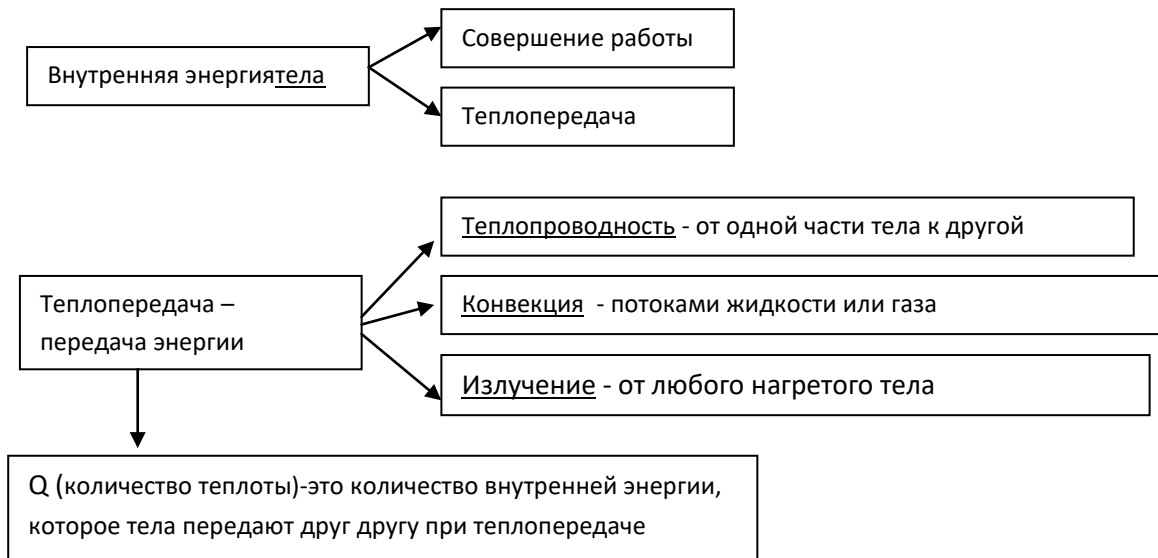 Совершение работы
Внутренняя энергиятела
Теплопередача
Теплопроводность - от одной части тела к другой
Теплопередача –
передача энергии
Конвекция - потоками жидкости или газа
Излучение - от любого нагретого тела
Q (количество теплоты)-это количество внутренней энергии,
которое тела передают друг другу при теплопередаче